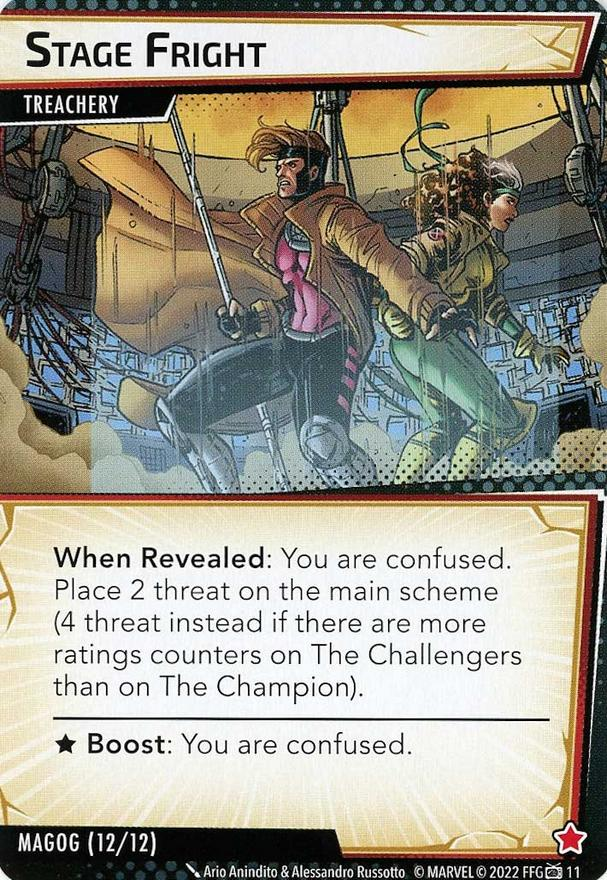 STAGE FRIGHT
TREACHERY
When Revealed: You are confused.
Place 2 threat on the main scheme
(4 threat instead if there are more
ratings counters on The Challengers
than on The Champion).
★ Boost: You are confused.
MAGOG (12/12)
Ario Anindito & Alessandro Russotto © MARVEL © 2022 FFG 11